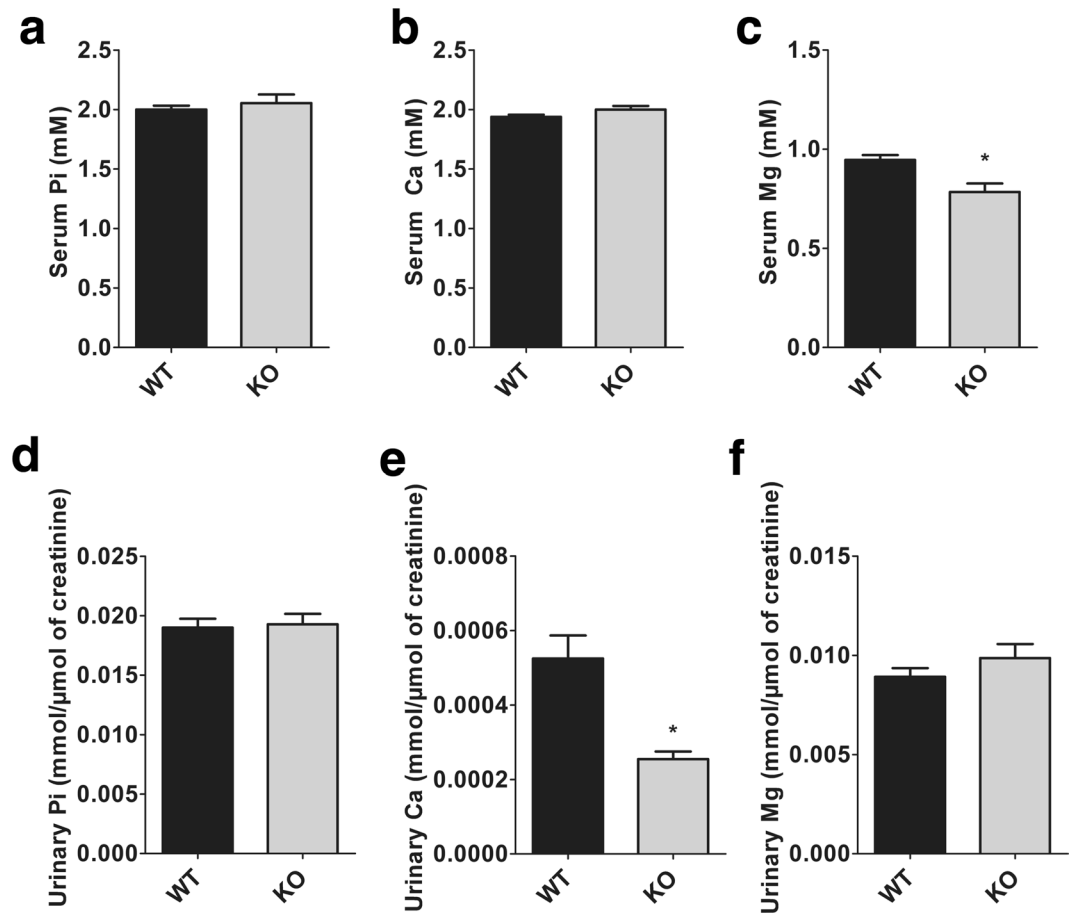 a
Serum Pi (mM)
2.5
2.0
1.5
1.0
0.5
0.0
WT
KO
b
Serum Ca (mM)
2.5
2.0
1.5
1.0
0.5
0.0
WT
KO
c
Serum Mg (mM)
1.5
1.0
0.5
0.0
*
WT
KO
d
Urinary Pi (mmol/µmol of creatinine)
0.025
0.020
0.015
0.010
0.005
0.000
WT
KO
e
Urinary Ca (mmol/µmol of creatinine)
0.0008
0.0006
0.0004
0.0002
0.0000
*
WT
KO
f
Urinary Mg (mmol/µmol of creatinine)
0.015
0.010
0.005
0.000
WT
KO